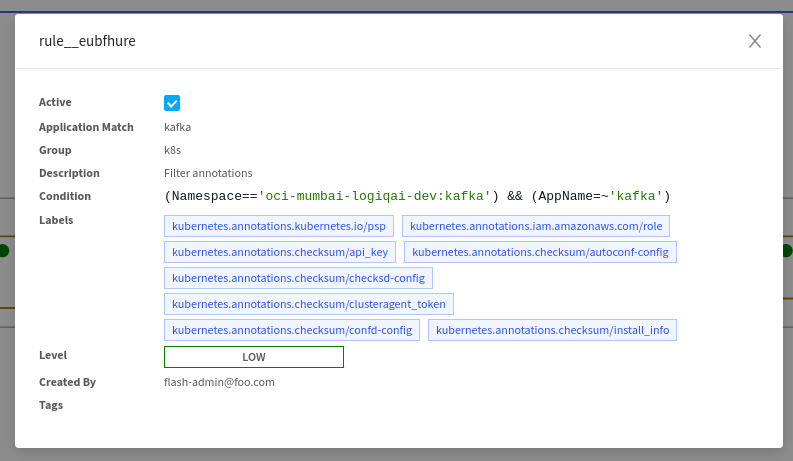 rule__eubfhure
Active
Application Match kafka
Group k8s
Description Filter annotations
Condition (Namespace=='oci-mumbai-logiqai-dev:kafka') && (AppName=~'kafka')
Labels kubernetes.annotations.kubernetes.io/psp kubernetes.annotations.iam.amazonaws.com/role
kubernetes.annotations.checksum/api_key kubernetes.annotations.checksum/autoconf-config
kubernetes.annotations.checksum/checksd-config
kubernetes.annotations.checksum/clusteragent_token
kubernetes.annotations.checksum/confd-config kubernetes.annotations.checksum/install_info
Level LOW
Created By flash-admin@foo.com
Tags